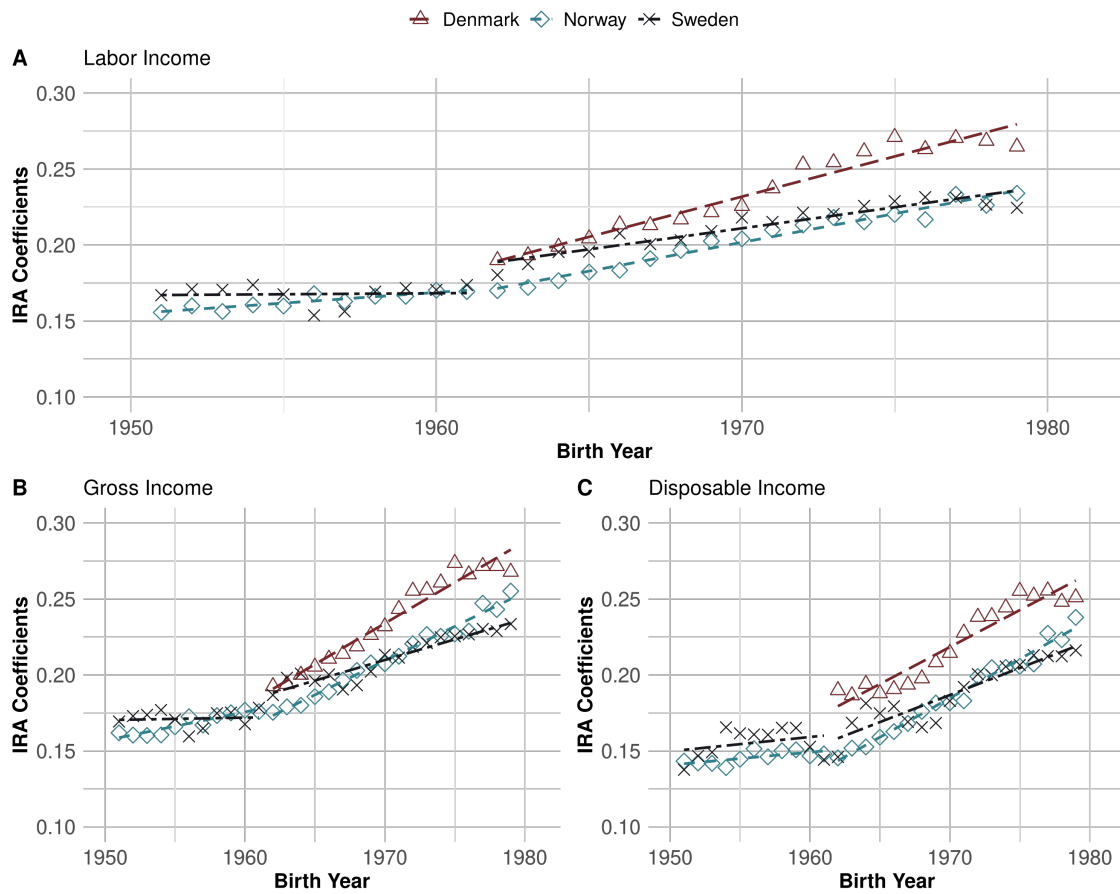 Denmark Norway Sweden
A Labor Income
0.30
0.25
0.20
0.15
0.10
IRA Coefficients
1950 1960 1970 1980
Birth Year
B Gross Income
0.30
0.25
0.20
0.15
0.10
IRA Coefficients
1950 1960 1970 1980
Birth Year
C Disposable Income
0.30
0.25
0.20
0.15
0.10
IRA Coefficients
1950 1960 1970 1980
Birth Year